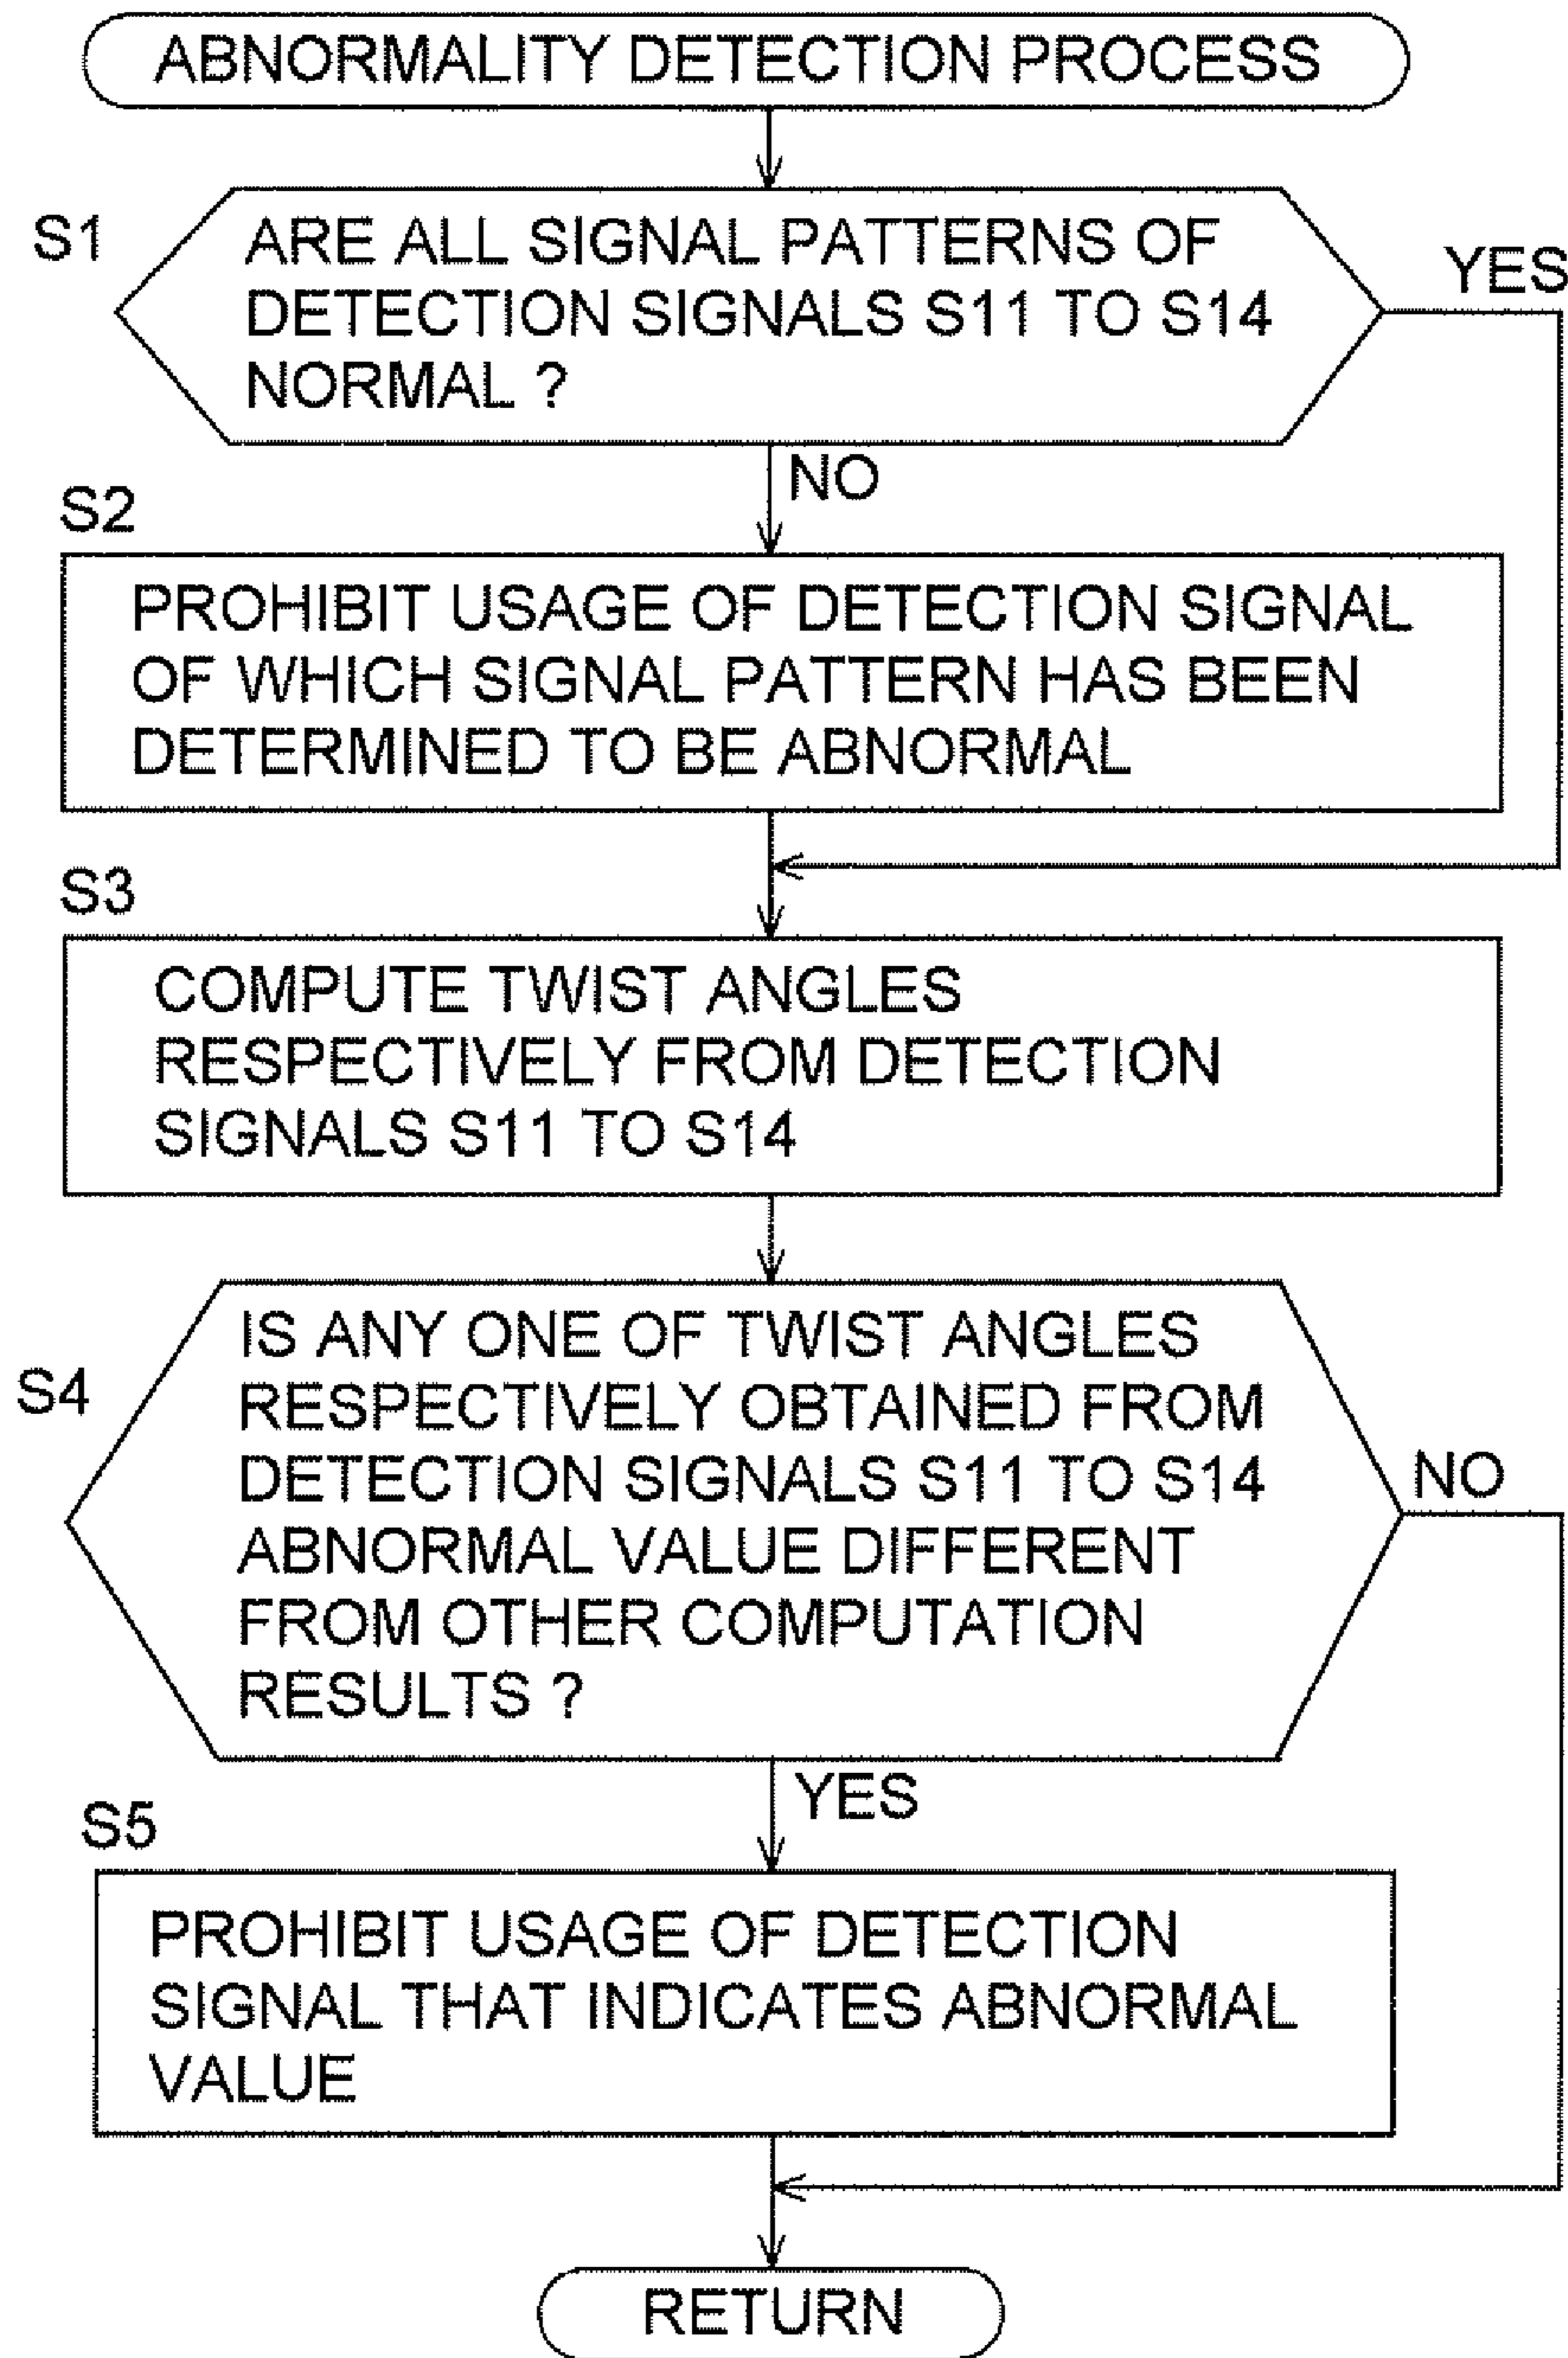 ABNORMALITY DETECTION PROCESS
S1
ARE ALL SIGNAL PATTERNS OF
DETECTION SIGNALS S11 TO S14
NORMAL ?
YES
NO
S2
PROHIBIT USAGE OF DETECTION SIGNAL
OF WHICH SIGNAL PATTERN HAS BEEN
DETERMINED TO BE ABNORMAL
S3
COMPUTE TWIST ANGLES
RESPECTIVELY FROM DETECTION
SIGNALS S11 TO S14
S4
IS ANY ONE OF TWIST ANGLES
RESPECTIVELY OBTAINED FROM
DETECTION SIGNALS S11 TO S14
ABNORMAL VALUE DIFFERENT
FROM OTHER COMPUTATION
RESULTS ?
NO
YES
S5
PROHIBIT USAGE OF DETECTION
SIGNAL THAT INDICATES ABNORMAL
VALUE
RETURN